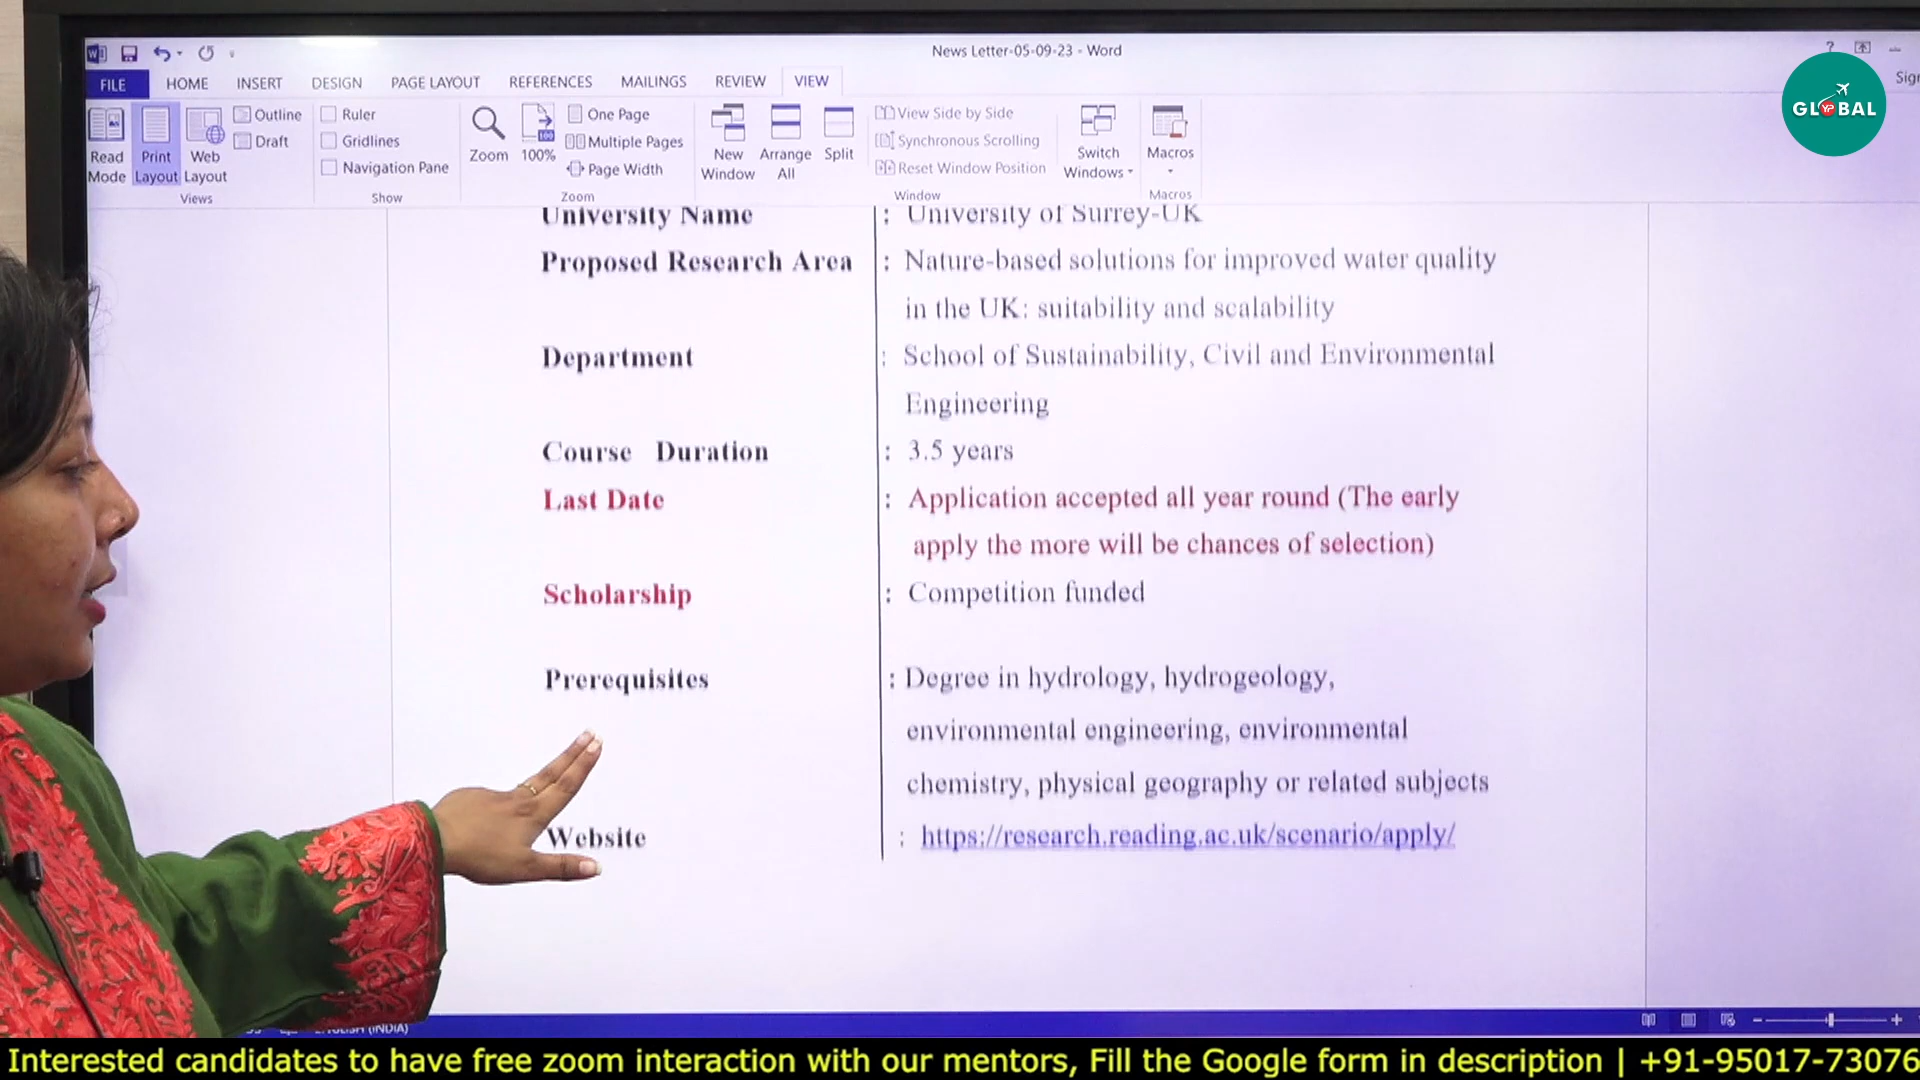 News Letter-05-09-23 - Word
?
FILE HOME INSERT DESIGN PAGE LAYOUT REFERENCES MAILINGS REVIEW VIEW
Sign
GLOBAL
YP
Read Mode
Print Layout
Web Layout
Outline
Draft
Views
Ruler
Gridlines
Navigation Pane
Show
Zoom
100
100%
One Page
Multiple Pages
Page Width
Zoom
New Window
Arrange All
Split
View Side by Side
Synchronous Scrolling
Reset Window Position
Window
Switch Windows
Macros
Macros
University Name : University of Surrey-UK
Proposed Research Area : Nature-based solutions for improved water quality
in the UK: suitability and scalability
Department : School of Sustainability, Civil and Environmental
Engineering
Course Duration : 3.5 years
Last Date : Application accepted all year round (The early
apply the more will be chances of selection)
Scholarship : Competition funded
Prerequisites : Degree in hydrology, hydrogeology,
environmental engineering, environmental
chemistry, physical geography or related subjects
Website : https://research.reading.ac.uk/scenario/apply/
ENGLISH (INDIA)
Interested candidates to have free zoom interaction with our mentors, Fill the Google form in description | +91-95017-73076